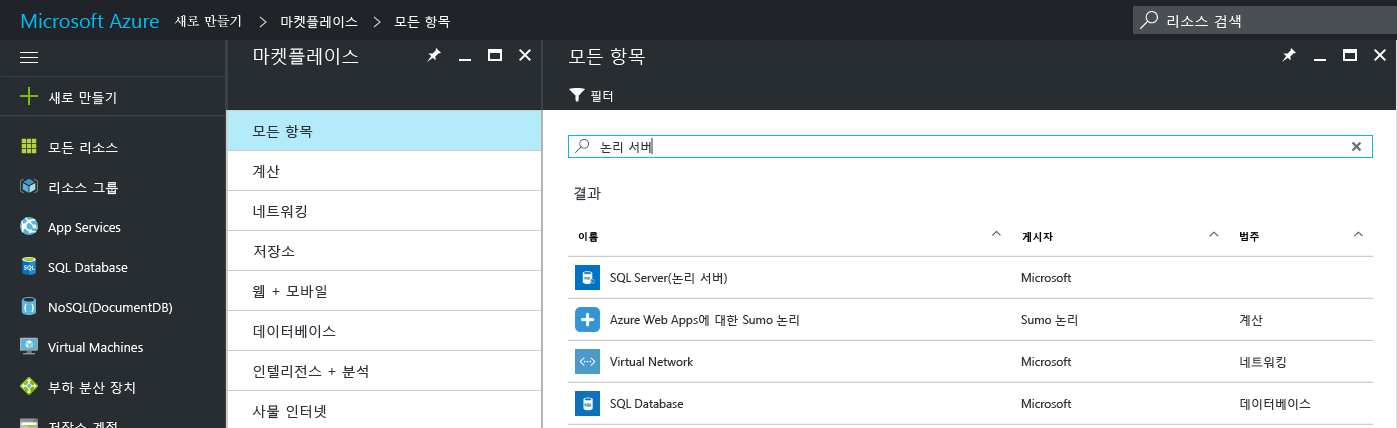 Microsoft Azure 새로 만들기 > 마켓플레이스 > 모든 항목
리소스 검색
새로 만들기
모든 리소스
리소스 그룹
App Services
SQL Database
NoSQL(DocumentDB)
Virtual Machines
부하 분산 장치
저장소 계정
마켓플레이스
모든 항목
계산
네트워킹
저장소
웹 + 모바일
데이터베이스
인텔리전스 + 분석
사물 인터넷
모든 항목
필터
논리 서버
결과
이름 게시자 범주
SQL Server(논리 서버) Microsoft
Azure Web Apps에 대한 Sumo 논리 Sumo 논리 계산
Virtual Network Microsoft 네트워킹
SQL Database Microsoft 데이터베이스